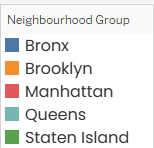 Neighbourhood Group
Bronx
Brooklyn
Manhattan
Queens
Staten Island